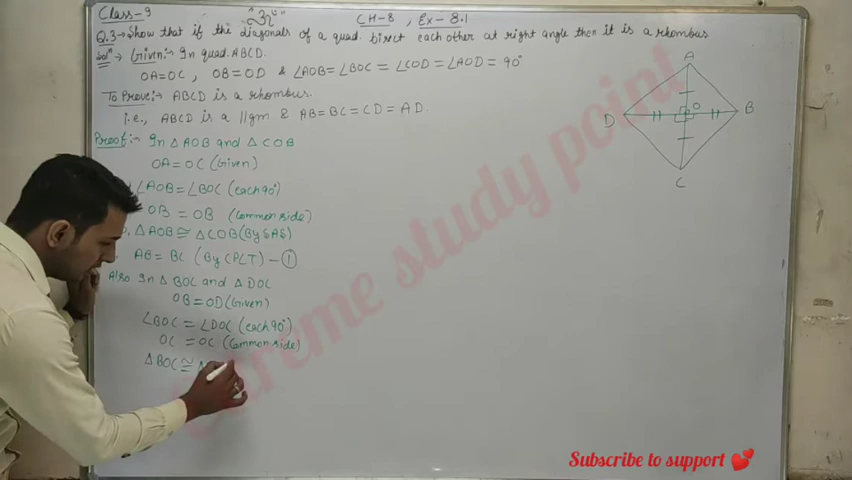 Class-9
CH-8, Ex-8.1
Q.3→ Show that if the diagonals of a quad. bisect each other at right angle then it is a rhombus
Solⁿ→ Given:- In quad. ABCD.
OA=OC, OB=OD & ∠AOB=∠BOC=∠COD=∠AOD=90°
To Prove:- ABCD is a rhombus.
i.e., ABCD is a ||gm & AB=BC=CD=AD.
Proof:- In △AOB and △COB
OA=OC (Given)
∠AOB=∠BOC (each 90°)
OB=OB (Common side)
△AOB≅△COB (By SAS)
AB=BC (By CPCT)-①
Also In △BOC and △DOC
OB=OD (Given)
∠BOC=∠DOC (each 90°)
OC=OC (Common side)
△BOC≅△
A
B
C
D
O
Extreme study point
Subscribe to support 💕